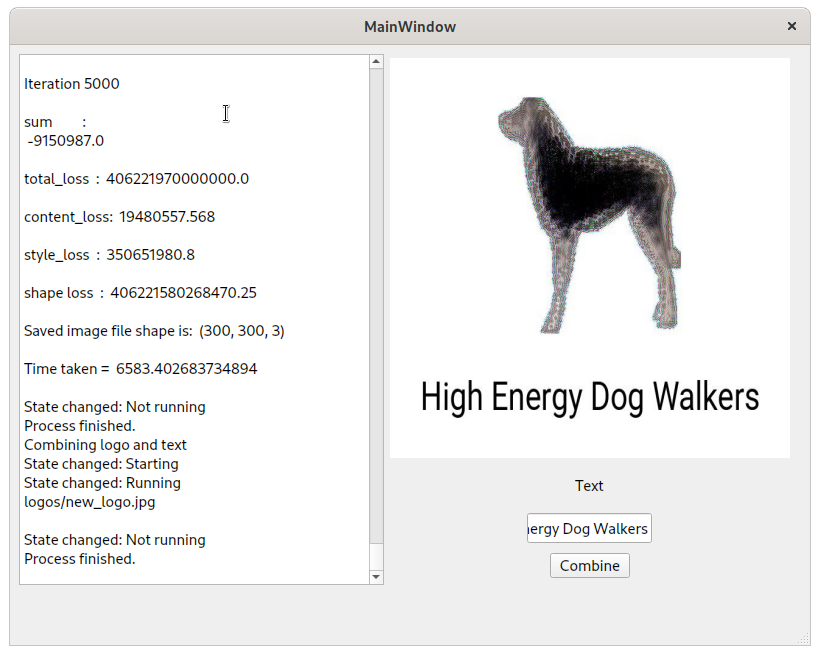 MainWindow
Iteration 5000
sum :
-9150987.0
total_loss : 406221970000000.0
content_loss: 19480557.568
style_loss : 350651980.8
shape loss : 406221580268470.25
Saved image file shape is: (300, 300, 3)
Time taken = 6583.402683734894
State changed: Not running
Process finished.
Combining logo and text
State changed: Starting
State changed: Running
logos/new_logo.jpg
State changed: Not running
Process finished.
High Energy Dog Walkers
Text
ergy Dog Walkers
Combine